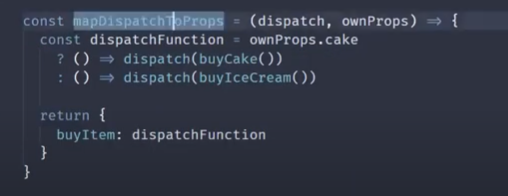 const mapDispatchToProps = (dispatch, ownProps) => {
  const dispatchFunction = ownProps.cake
    ? () => dispatch(buyCake())
    : () => dispatch(buyIceCream())

  return {
    buyItem: dispatchFunction
  }
}